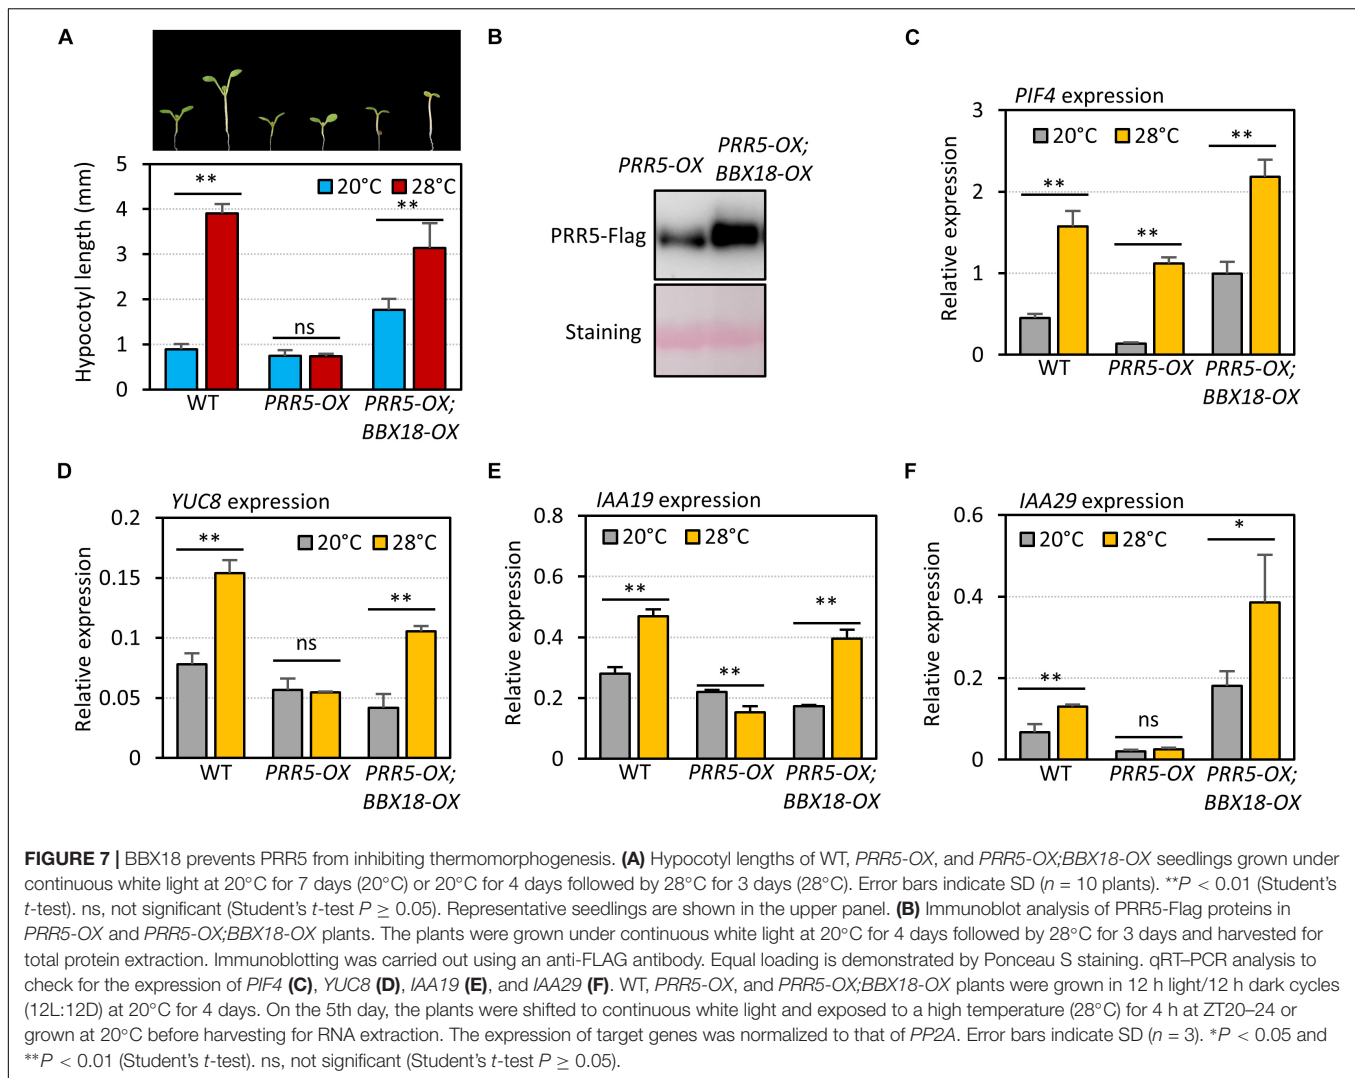 A
5
4
3
2
1
0
Hypocotyl length (mm)
20°C 28°C
**
ns
**
WT
PRR5-OX
PRR5-OX;
BBX18-OX
B
PRR5-OX
PRR5-OX;
BBX18-OX
PRR5-Flag
Staining
C
PIF4 expression
3
2
1
0
Relative expression
20°C 28°C
**
**
**
WT
PRR5-OX
PRR5-OX;
BBX18-OX
D
YUC8 expression
0.2
0.15
0.1
0.05
0
Relative expression
20°C 28°C
**
ns
**
WT
PRR5-OX
PRR5-OX;
BBX18-OX
E
IAA19 expression
0.8
0.6
0.4
0.2
0
Relative expression
20°C 28°C
**
**
**
WT
PRR5-OX
PRR5-OX;
BBX18-OX
F
IAA29 expression
0.6
0.4
0.2
0
Relative expression
20°C 28°C
**
ns
*
WT
PRR5-OX
PRR5-OX;
BBX18-OX
FIGURE 7 | BBX18 prevents PRR5 from inhibiting thermomorphogenesis. (A) Hypocotyl lengths of WT, PRR5-OX, and PRR5-OX;BBX18-OX seedlings grown under
continuous white light at 20°C for 7 days (20°C) or 20°C for 4 days followed by 28°C for 3 days (28°C). Error bars indicate SD (n = 10 plants). **P < 0.01 (Student's
t-test). ns, not significant (Student's t-test P ≥ 0.05). Representative seedlings are shown in the upper panel. (B) Immunoblot analysis of PRR5-Flag proteins in
PRR5-OX and PRR5-OX;BBX18-OX plants. The plants were grown under continuous white light at 20°C for 4 days followed by 28°C for 3 days and harvested for
total protein extraction. Immunoblotting was carried out using an anti-FLAG antibody. Equal loading is demonstrated by Ponceau S staining. qRT–PCR analysis to
check for the expression of PIF4 (C), YUC8 (D), IAA19 (E), and IAA29 (F). WT, PRR5-OX, and PRR5-OX;BBX18-OX plants were grown in 12 h light/12 h dark cycles
(12L:12D) at 20°C for 4 days. On the 5th day, the plants were shifted to continuous white light and exposed to a high temperature (28°C) for 4 h at ZT20–24 or
grown at 20°C before harvesting for RNA extraction. The expression of target genes was normalized to that of PP2A. Error bars indicate SD (n = 3). *P < 0.05 and
**P < 0.01 (Student's t-test). ns, not significant (Student's t-test P ≥ 0.05).